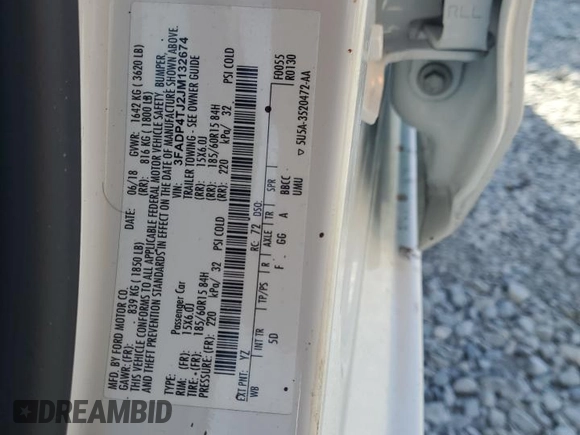 MFD. BY FORD MOTOR CO.
DATE: 06/18 GVWR: 1642 KG ( 3620 LB)
GAWR:(FR): 839 KG ( 1850 LB) (RR): 816 KG ( 1800 LB)
THIS VEHICLE CONFORMS TO ALL APPLICABLE FEDERAL MOTOR VEHICLE SAFETY, BUMPER,
AND THEFT PREVENTION STANDARDS IN EFFECT ON THE DATE OF MANUFACTURE SHOWN ABOVE.
VIN: 3FADP4TJ2JM132674
TYPE: Passenger Car TRAILER TOWING - SEE OWNER GUIDE
RIM: (FR): 15X6.0J (RR): 15X6.0J
TIRE: (FR): 185/60R15 84H (RR): 185/60R15 84H
PRESSURE:(FR): 220 kPa/ 32 PSI COLD (RR): 220 kPa/ 32 PSI COLD
EXT PNT: YZ RC: 72 DSO: F0055
WB INT TR TP/PS R AXLE TR SPR R0130
5D F GG A BBCC
UMU
▽ 5U5A-3520472-AA
RLL
DREAMBID